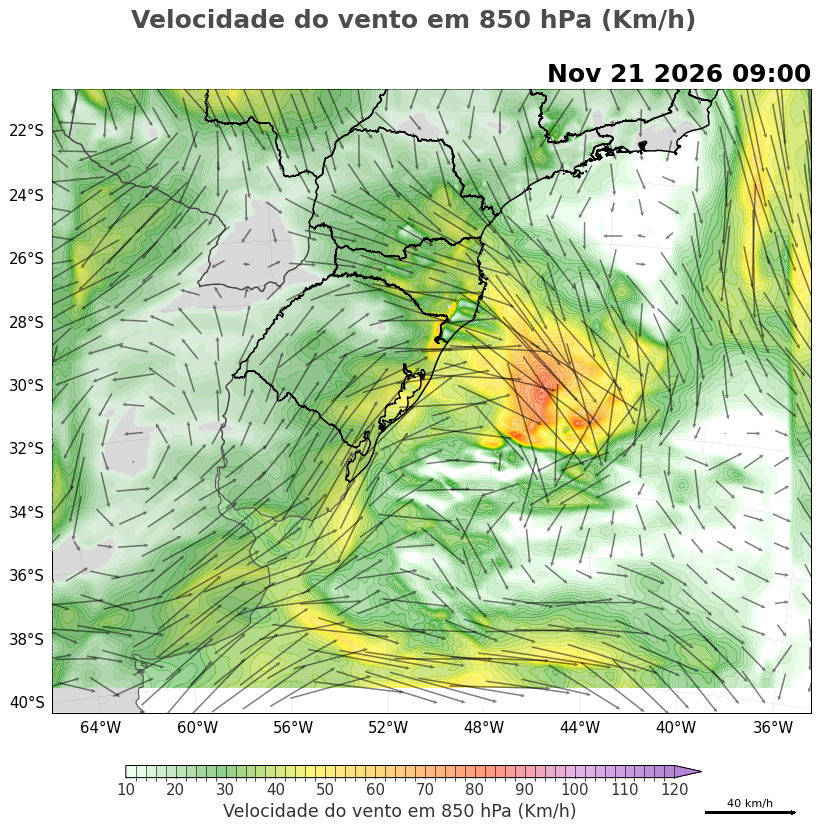 Velocidade do vento em 850 hPa (Km/h)
Nov 21 2026 09:00
22°S
24°S
26°S
28°S
30°S
32°S
34°S
36°S
38°S
40°S
64°W 60°W 56°W 52°W 48°W 44°W 40°W 36°W
10 20 30 40 50 60 70 80 90 100 110 120
Velocidade do vento em 850 hPa (Km/h)
40 km/h